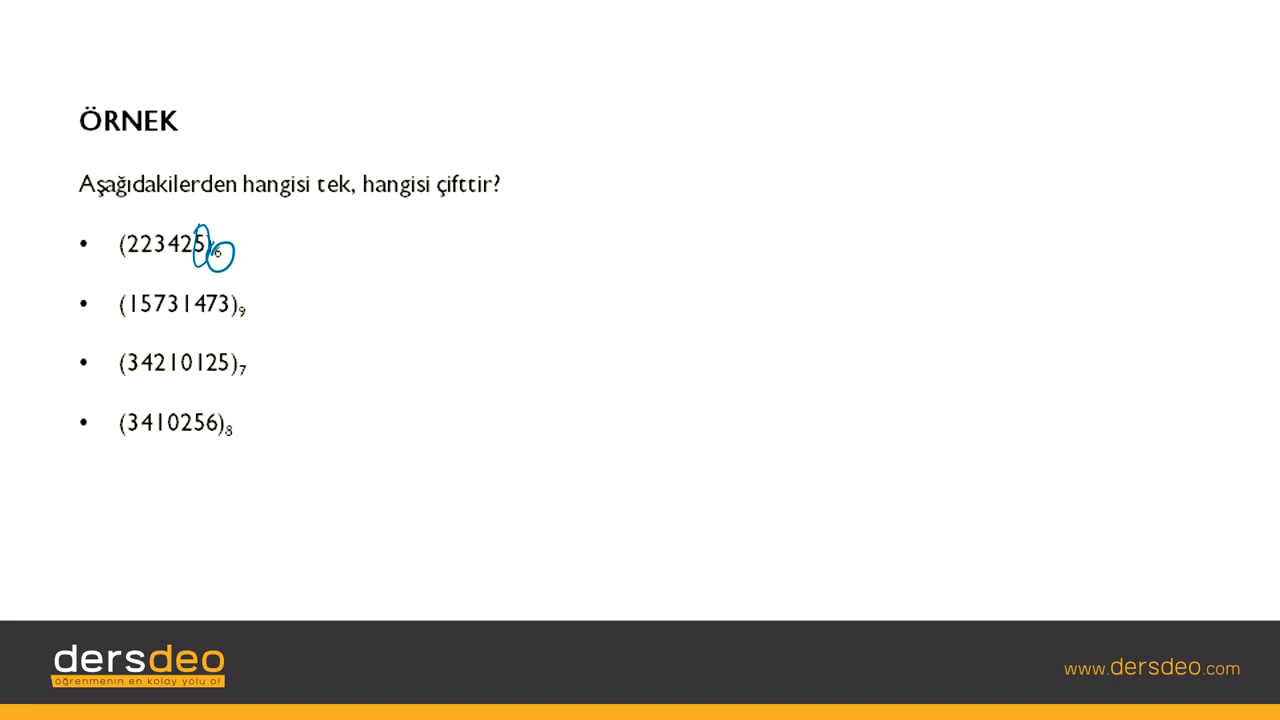 ÖRNEK
Aşağıdakilerden hangisi tek, hangisi çifttir?
• (223425)₆
• (15731473)₉
• (34210125)₇
• (3410256)₈
dersdeo
öğrenmenin en kolay yolu o!
www.dersdeo.com